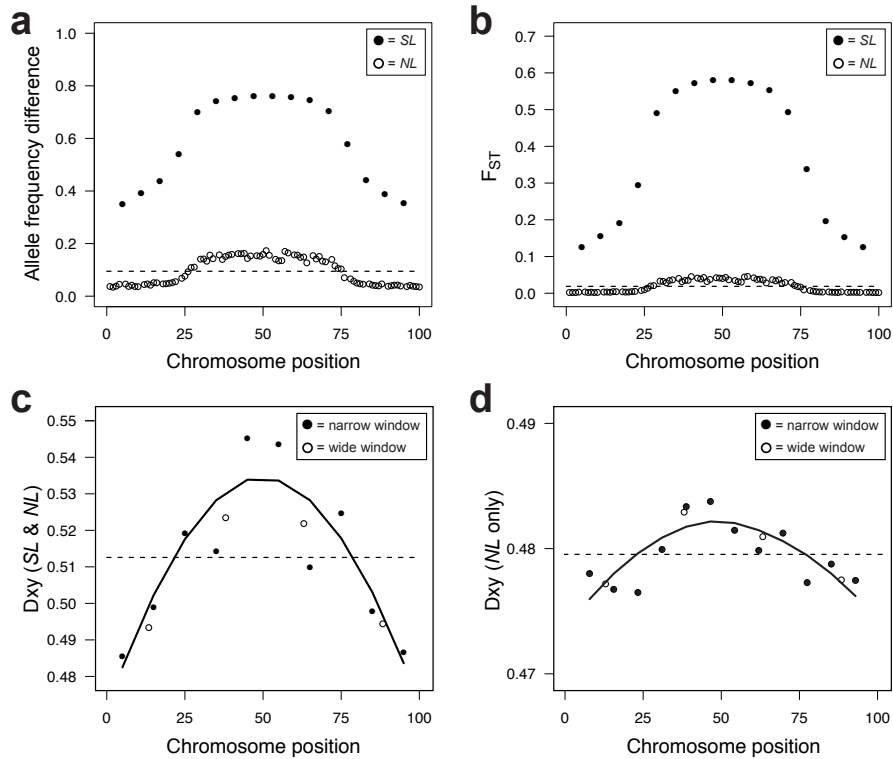 a
1.0
0.8
0.6
0.4
0.2
0.0
Allele frequency difference
= SL
= NL
0 25 50 75 100
Chromosome position
b
0.7
0.6
0.5
0.4
0.3
0.2
0.1
0.0
FST
= SL
= NL
0 25 50 75 100
Chromosome position
c
0.55
0.54
0.53
0.52
0.51
0.50
0.49
0.48
Dxy (SL & NL)
= narrow window
= wide window
0 25 50 75 100
Chromosome position
d
0.49
0.48
0.47
Dxy (NL only)
= narrow window
= wide window
0 25 50 75 100
Chromosome position